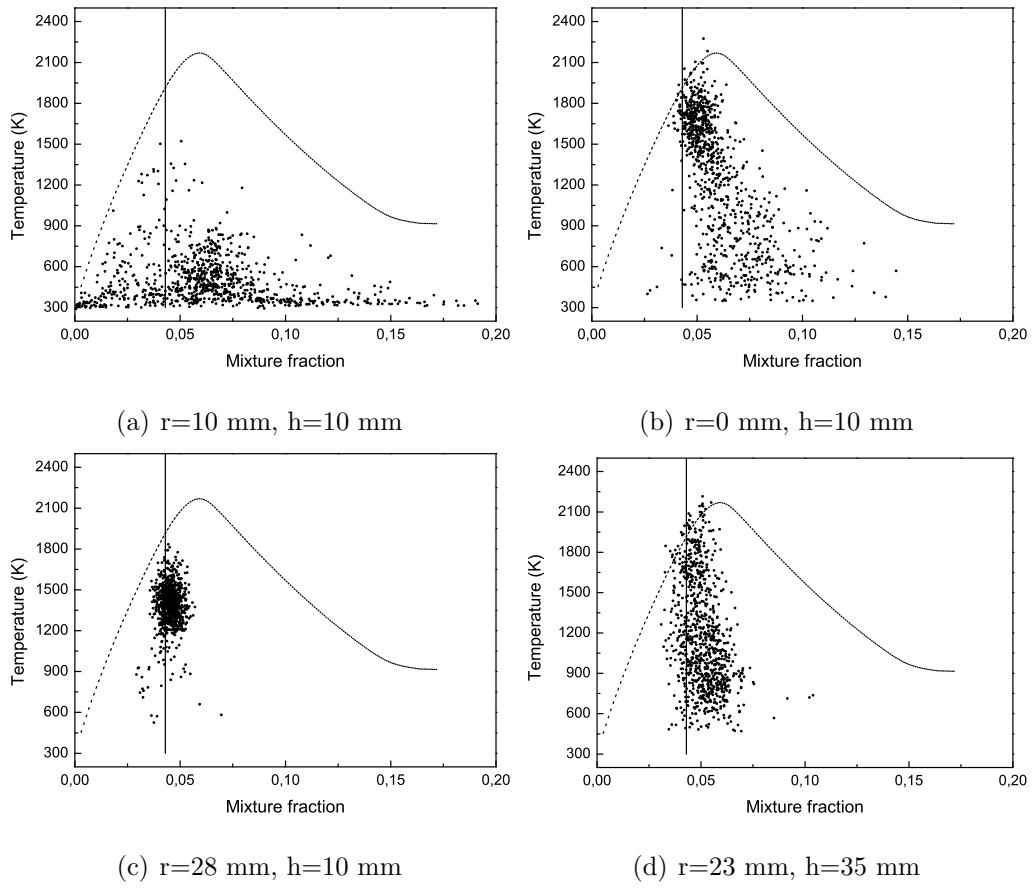 2400
2100
1800
1500
1200
900
600
300
Temperature (K)
0,00 0,05 0,10 0,15 0,20
Mixture fraction
(a) r=10 mm, h=10 mm
2400
2100
1800
1500
1200
900
600
300
Temperature (K)
0,00 0,05 0,10 0,15 0,20
Mixture fraction
(b) r=0 mm, h=10 mm
2400
2100
1800
1500
1200
900
600
300
Temperature (K)
0,00 0,05 0,10 0,15 0,20
Mixture fraction
(c) r=28 mm, h=10 mm
2400
2100
1800
1500
1200
900
600
300
Temperature (K)
0,00 0,05 0,10 0,15 0,20
Mixture fraction
(d) r=23 mm, h=35 mm